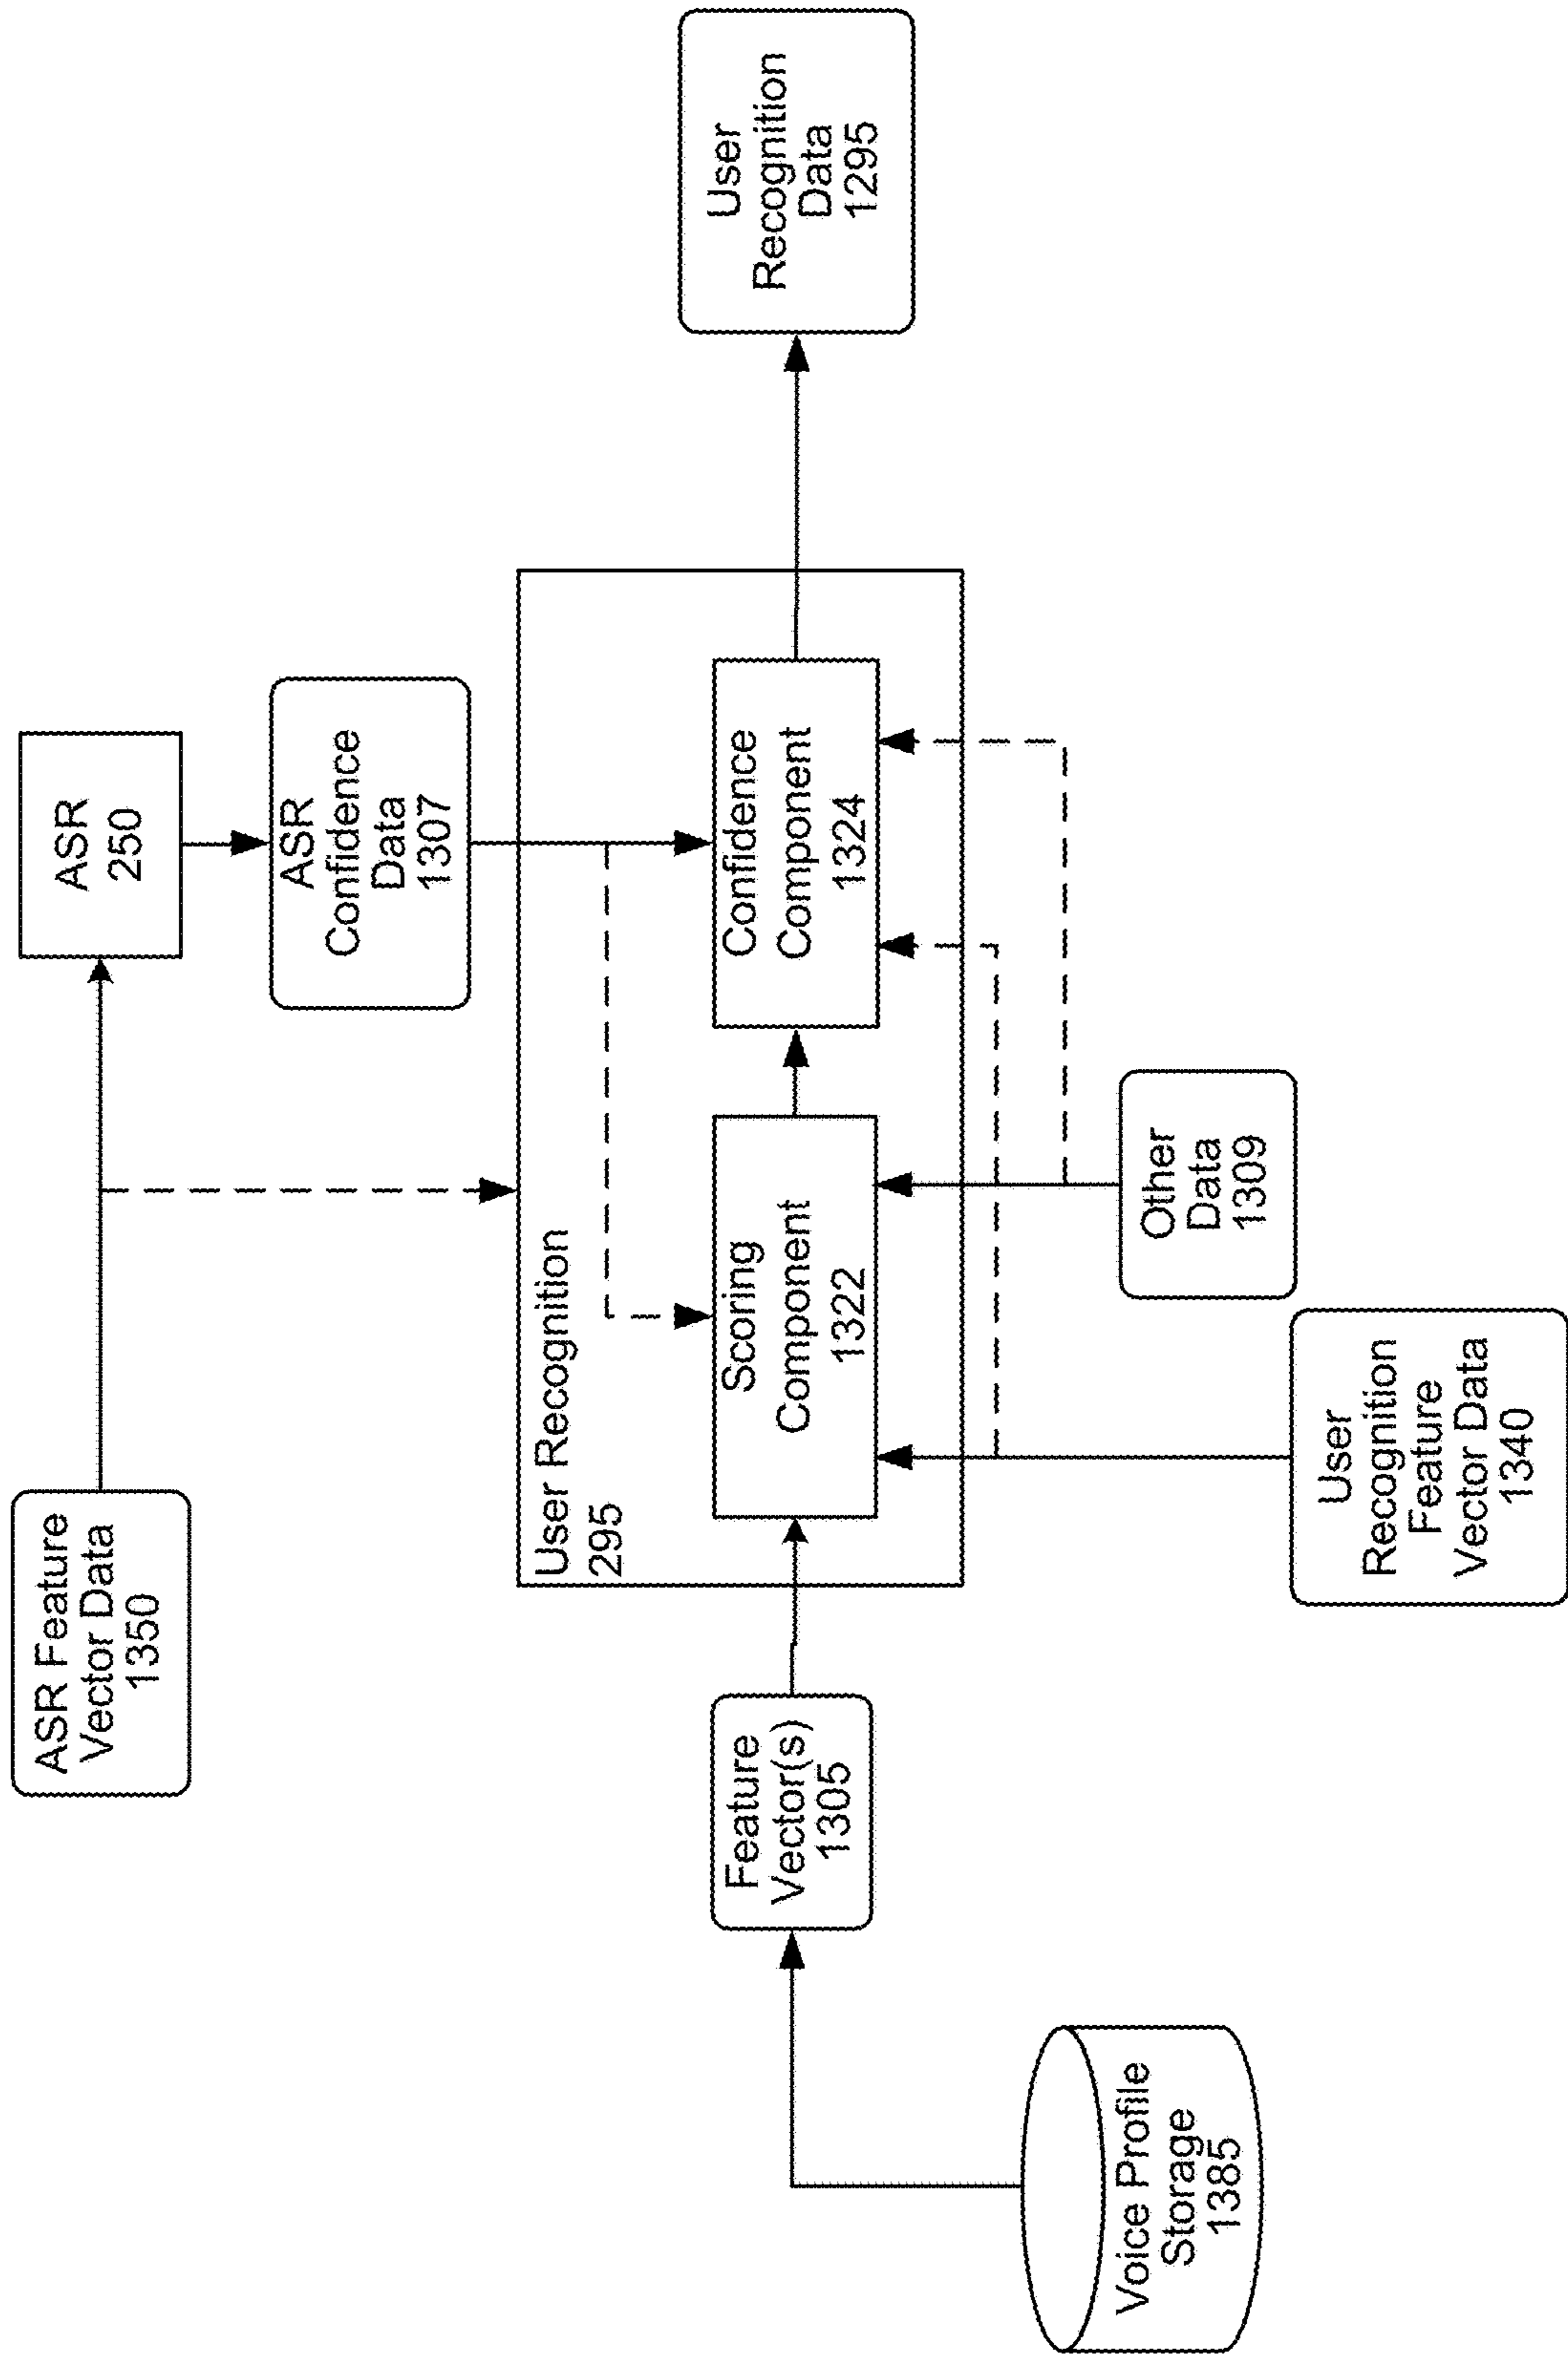 ASR Feature
Vector Data
1350
ASR
250
ASR
Confidence
Data
1307
User Recognition
295
Voice Profile
Storage
1385
Feature
Vector(s)
1305
Scoring
Component
1322
Confidence
Component
1324
User
Recognition
Data
1295
User
Recognition
Feature
Vector Data
1340
Other
Data
1309